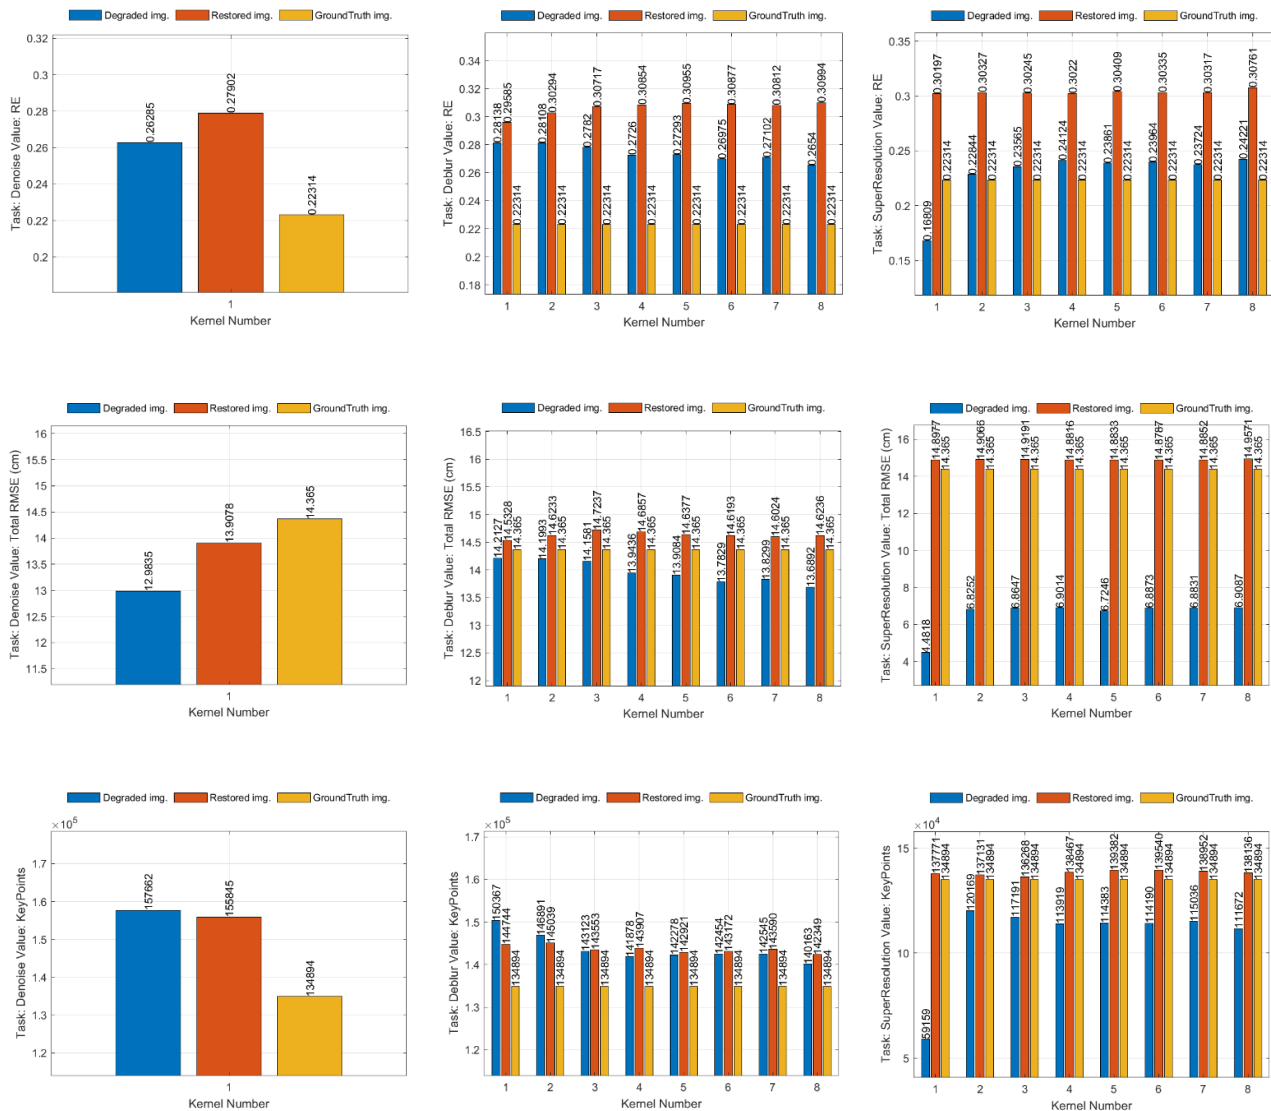 Degraded img. Restored img. GroundTruth img.
Task: Denoise Value: RE
0.32
0.3
0.28
0.26
0.24
0.22
0.2
0.26285
0.27902
0.22314
1
Kernel Number
Degraded img. Restored img. GroundTruth img.
Task: Deblur Value: RE
0.34
0.32
0.3
0.28
0.26
0.24
0.22
0.2
0.18
0.28138 0.29585 0.22314
0.28108 0.30294 0.22314
0.2782 0.30717 0.22314
0.2726 0.30854 0.22314
0.27293 0.30955 0.22314
0.26975 0.30877 0.22314
0.27102 0.30812 0.22314
0.2654 0.30994 0.22314
1 2 3 4 5 6 7 8
Kernel Number
Degraded img. Restored img. GroundTruth img.
Task: SuperResolution Value: RE
0.35
0.3
0.25
0.2
0.15
0.16809 0.30197 0.22314
0.22844 0.30327 0.22314
0.23565 0.30245 0.22314
0.24124 0.3022 0.22314
0.23861 0.30409 0.22314
0.23964 0.30335 0.22314
0.23724 0.30317 0.22314
0.24221 0.30761 0.22314
1 2 3 4 5 6 7 8
Kernel Number
Degraded img. Restored img. GroundTruth img.
Task: Denoise Value: Total RMSE (cm)
16
15.5
15
14.5
14
13.5
13
12.5
12
11.5
12.9835
13.9078
14.365
1
Kernel Number
Degraded img. Restored img. GroundTruth img.
Task: Deblur Value: Total RMSE (cm)
16.5
16
15.5
15
14.5
14
13.5
13
12.5
12
14.2127 14.5328 14.365
14.1993 14.6233 14.365
14.1581 14.7237 14.365
13.9436 14.6857 14.365
13.9084 14.6377 14.365
13.7829 14.6193 14.365
13.8299 14.6024 14.365
13.6892 14.6236 14.365
1 2 3 4 5 6 7 8
Kernel Number
Degraded img. Restored img. GroundTruth img.
Task: SuperResolution Value: Total RMSE (cm)
16
14
12
10
8
6
4
4.4818 14.8977 14.365
6.8252 14.9066 14.365
6.8647 14.9191 14.365
6.9014 14.8816 14.365
6.7246 14.8833 14.365
6.8873 14.8787 14.365
6.8831 14.8852 14.365
6.9087 14.9571 14.365
1 2 3 4 5 6 7 8
Kernel Number
Degraded img. Restored img. GroundTruth img.
×10^5
Task: Denoise Value: KeyPoints
1.7
1.6
1.5
1.4
1.3
1.2
157662
155845
134894
1
Kernel Number
Degraded img. Restored img. GroundTruth img.
×10^5
Task: Deblur Value: KeyPoints
1.7
1.6
1.5
1.4
1.3
1.2
150367 144744 134894
146891 145039 134894
143123 143553 134894
141878 143907 134894
142278 142921 134894
142454 143172 134894
142545 143590 134894
140163 142349 134894
1 2 3 4 5 6 7 8
Kernel Number
Degraded img. Restored img. GroundTruth img.
×10^4
Task: SuperResolution Value: KeyPoints
15
10
5
59159 137771 134894
120169 137131 134894
117191 136268 134894
113919 138467 134894
114383 139382 134894
114190 139540 134894
115036 138952 134894
111672 138136 134894
1 2 3 4 5 6 7 8
Kernel Number